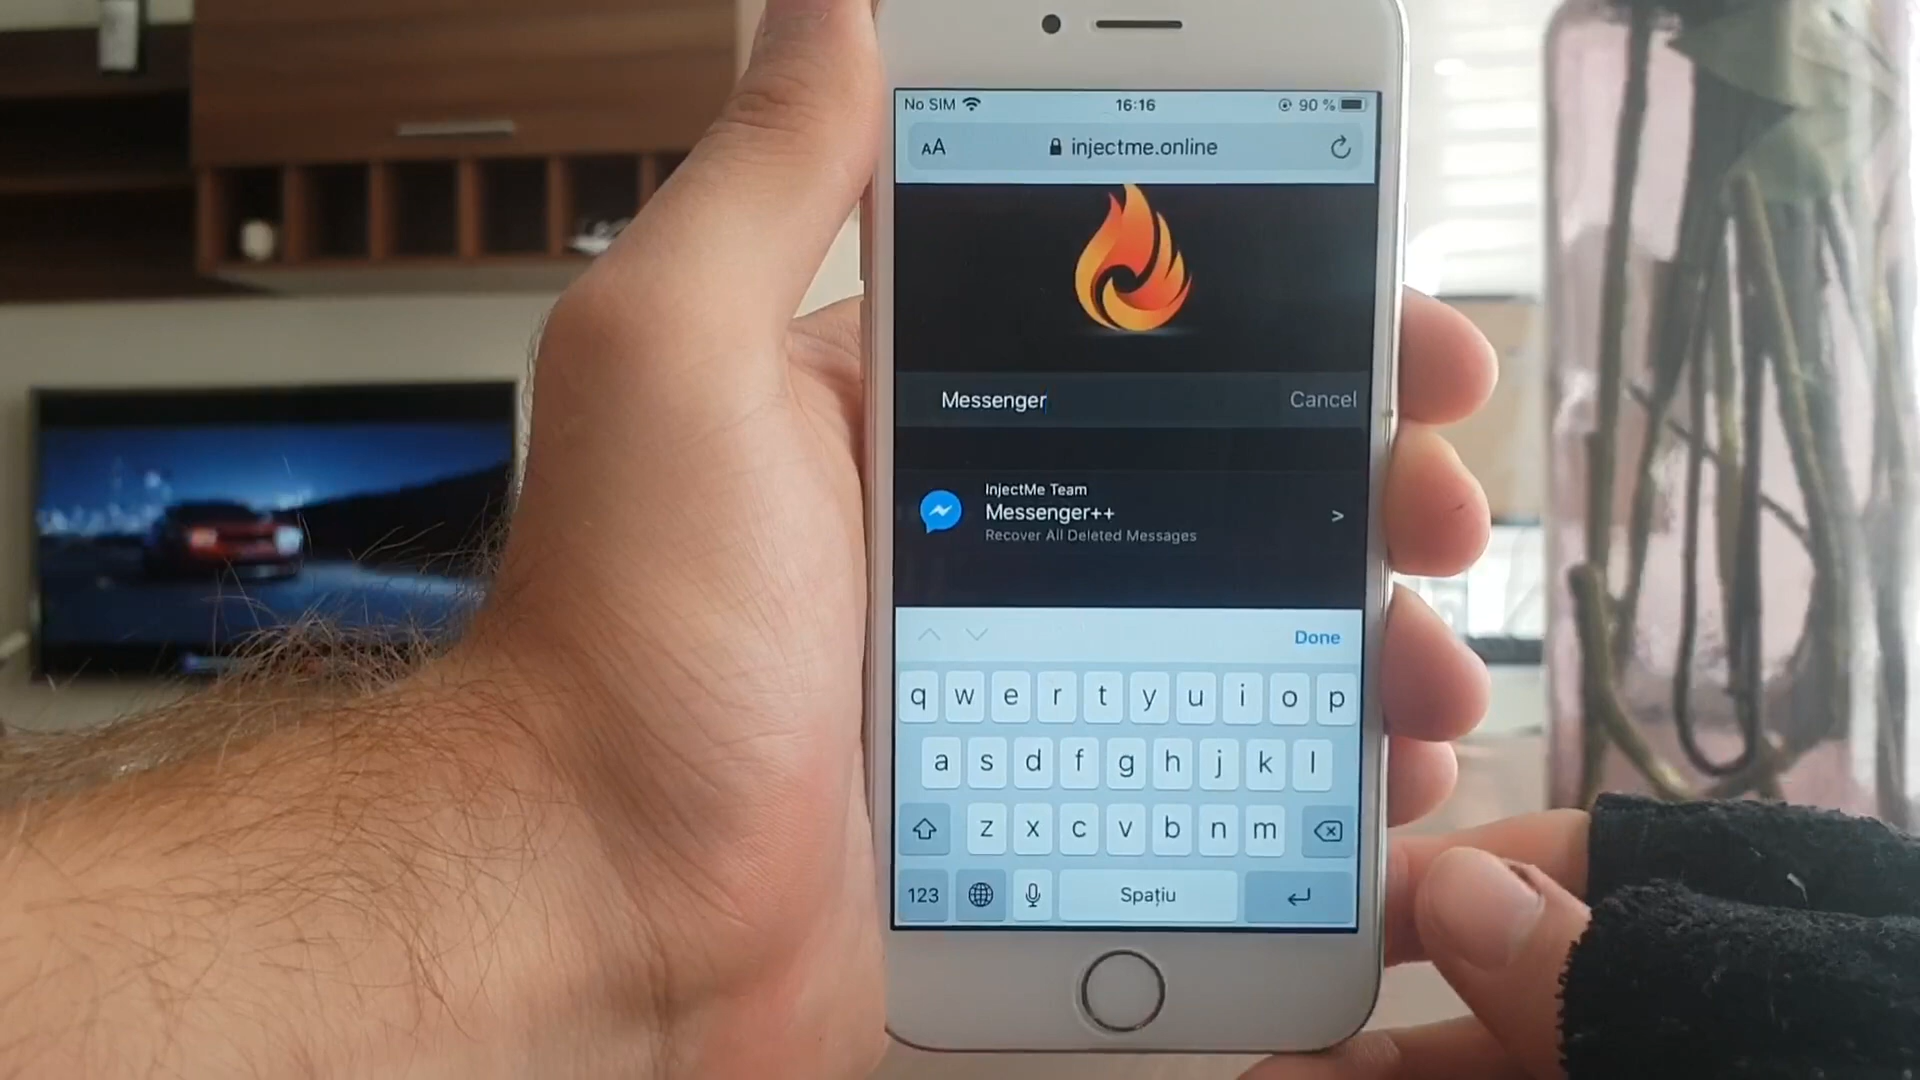 No SIM 16:16 90 %
AA injectme.online
Messenger Cancel
InjectMe Team
Messenger++ >
Recover All Deleted Messages
Done
q w e r t y u i o p
a s d f g h j k l
z x c v b n m
123 Spațiu